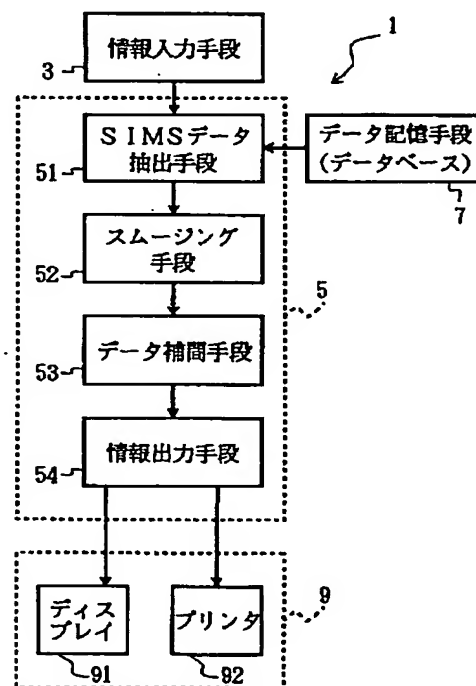 情報入力手段
3
1
SIMSデータ
抽出手段
51
データ記憶手段
(データベース)
7
スムージング
手段
52
5
データ補間手段
53
情報出力手段
54
ディス
プレイ
91
プリンタ
92
9